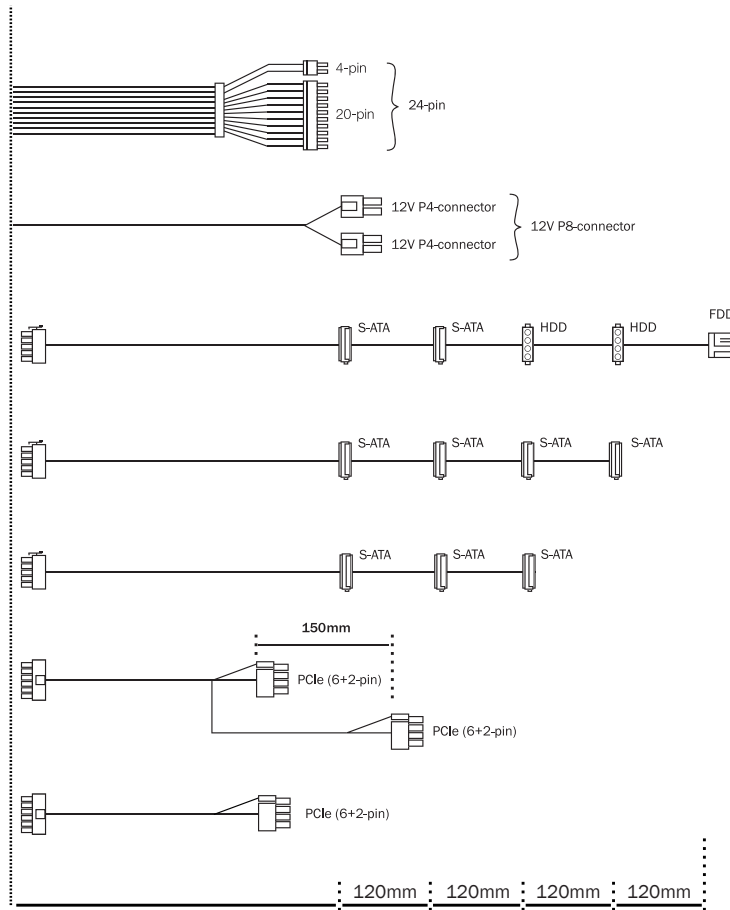 4-pin
20-pin
24-pin
12V P4-connector
12V P8-connector
12V P4-connector
S-ATA S-ATA HDD HDD FDD
S-ATA S-ATA S-ATA S-ATA
S-ATA S-ATA S-ATA
150mm
PCIe (6+2-pin)
PCIe (6+2-pin)
PCIe (6+2-pin)
120mm 120mm 120mm 120mm